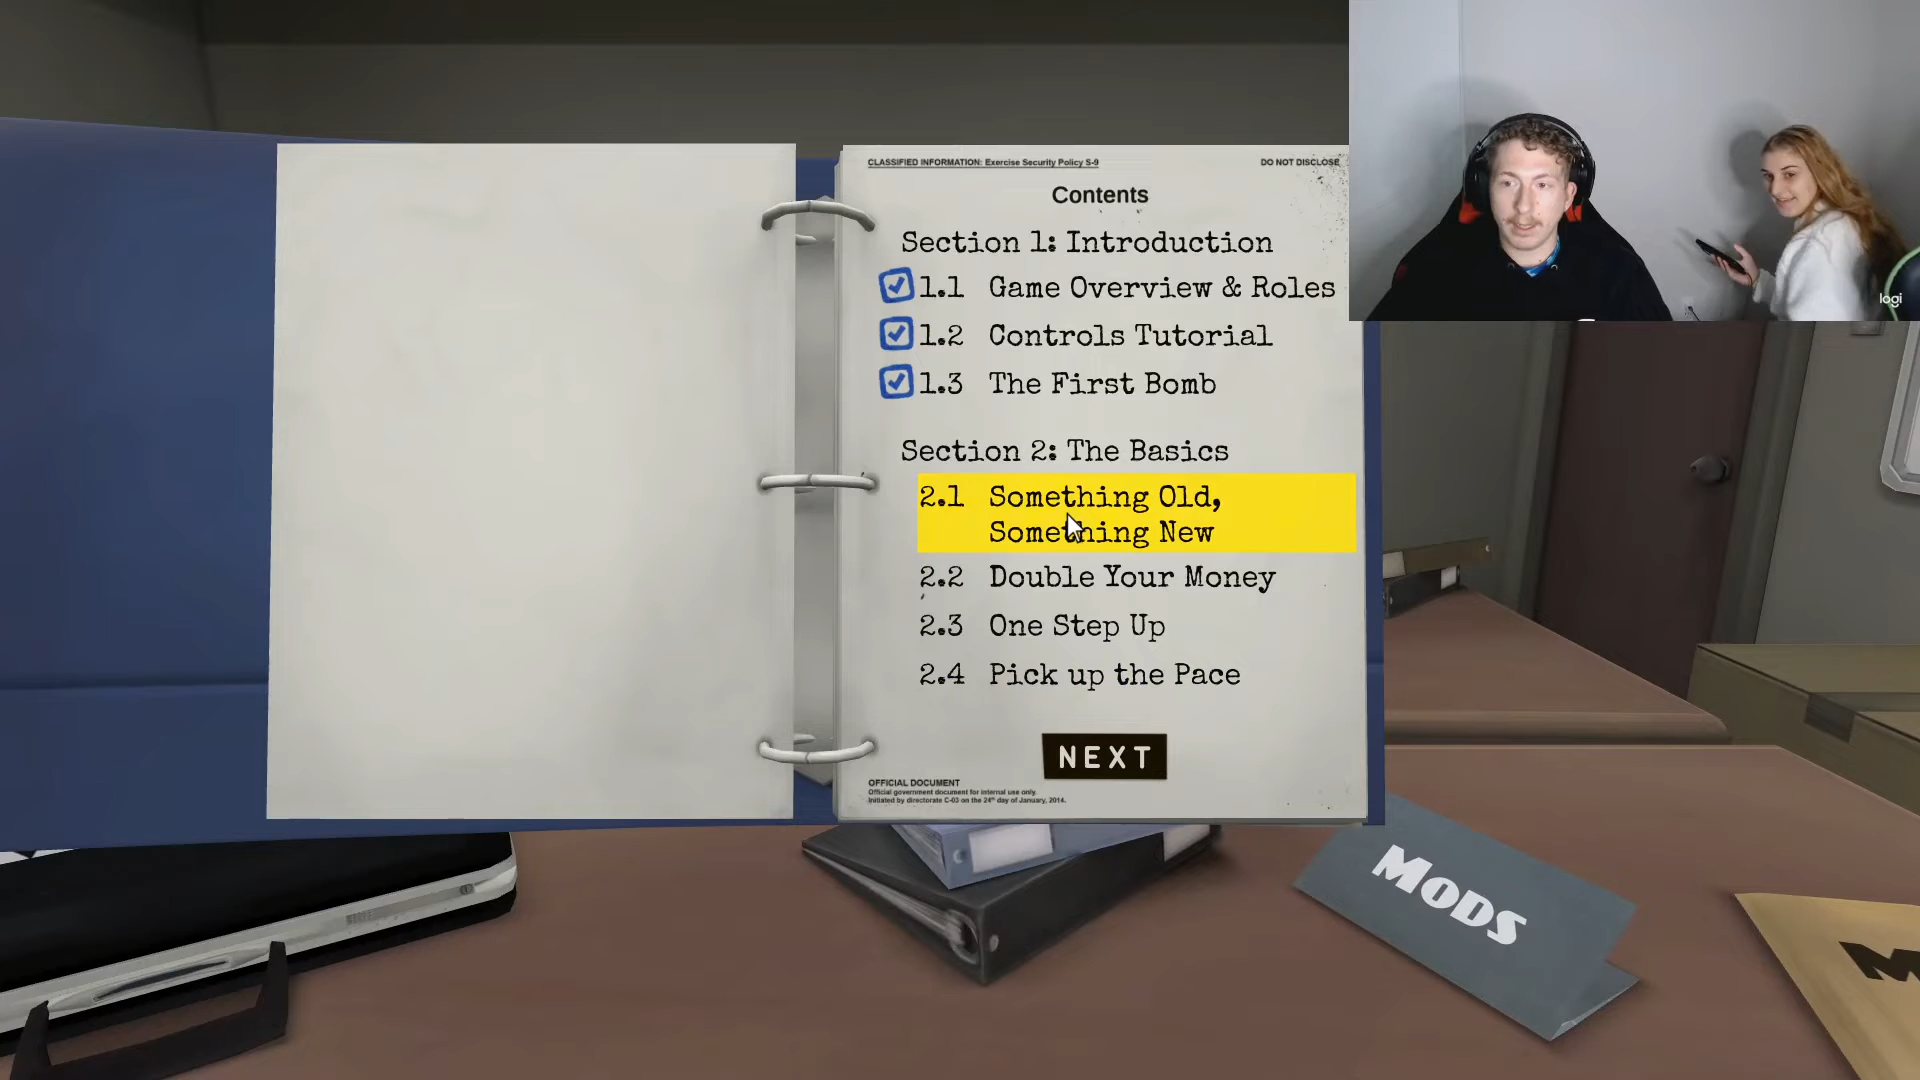 CLASSIFIED INFORMATION: Exercise Security Policy S-9
DO NOT DISCLOSE
Contents
Section 1: Introduction
1.1 Game Overview & Roles
1.2 Controls Tutorial
1.3 The First Bomb
Section 2: The Basics
2.1 Something Old,
Something New
2.2 Double Your Money
2.3 One Step Up
2.4 Pick up the Pace
NEXT
OFFICIAL DOCUMENT
Official government document for internal use only.
Initiated by directorate C-03 on the 24th day of January, 2014.
logi
MODS